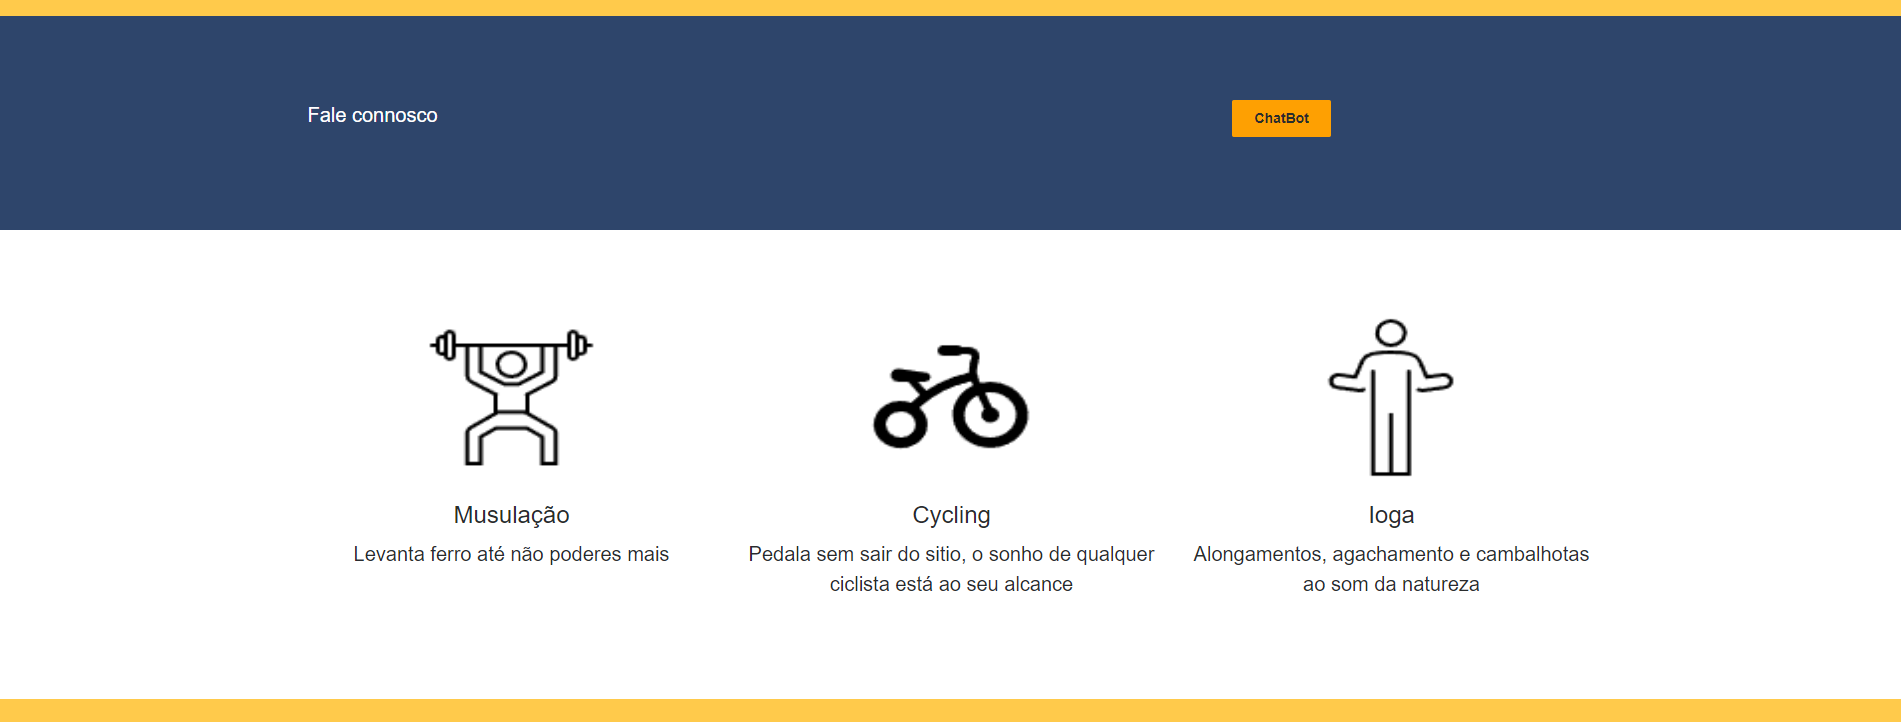 Fale connosco
ChatBot
Musulação
Cycling
Ioga
Levanta ferro até não poderes mais
Pedala sem sair do sitio, o sonho de qualquer
ciclista está ao seu alcance
Alongamentos, agachamento e cambalhotas
ao som da natureza